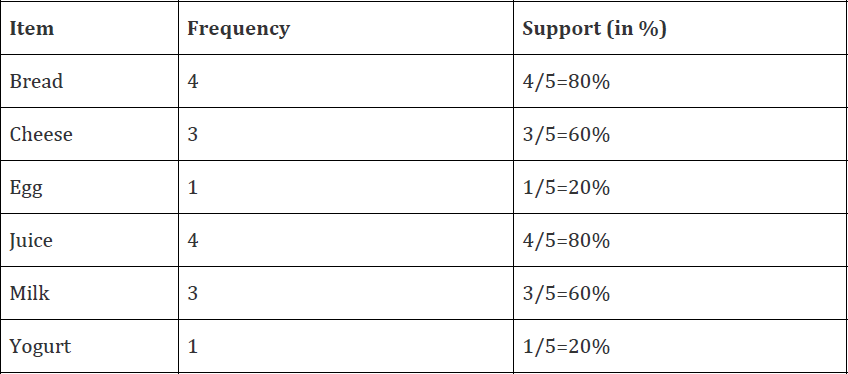 Item Frequency Support (in %)
Bread 4 4/5=80%
Cheese 3 3/5=60%
Egg 1 1/5=20%
Juice 4 4/5=80%
Milk 3 3/5=60%
Yogurt 1 1/5=20%